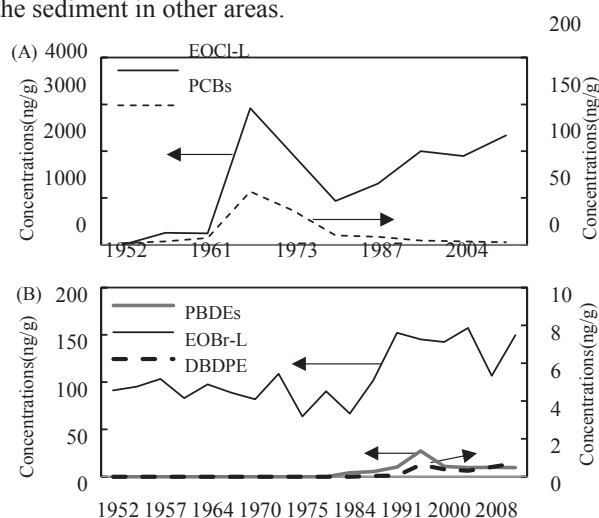 the sediment in other areas.
(A)
4000
2000
1000
0
Concentrations(ng/g)
EOCl-L
PCBs
200
150
100
50
0
Concentrations(ng/g)
1952 1961 1973 1987 2004
(B)
200
150
100
50
0
Concentrations(ng/g)
PBDEs
EOBr-L
DBDPE
10
8
6
4
2
0
Concentrations(ng/g)
1952 1957 1964 1970 1975 1984 1991 2000 2008